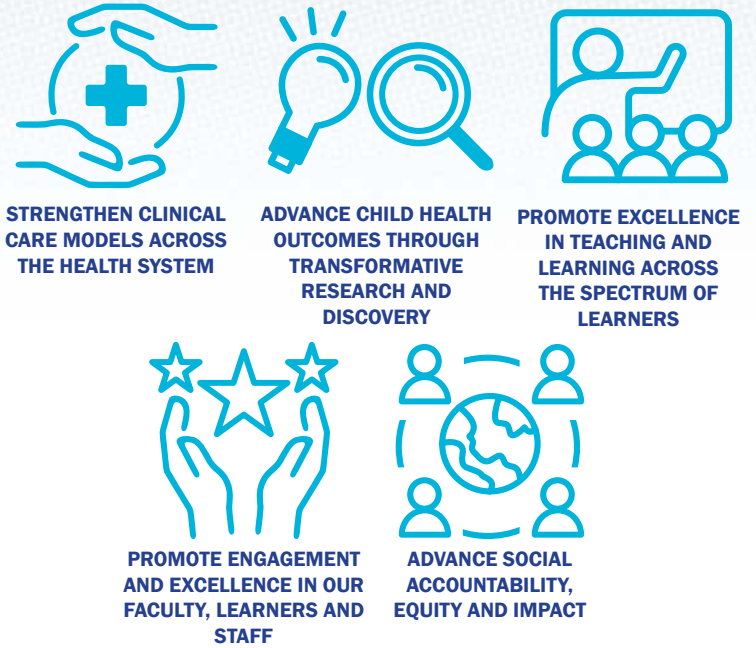 STRENGTHEN CLINICAL
CARE MODELS ACROSS
THE HEALTH SYSTEM
ADVANCE CHILD HEALTH
OUTCOMES THROUGH
TRANSFORMATIVE
RESEARCH AND
DISCOVERY
PROMOTE EXCELLENCE
IN TEACHING AND
LEARNING ACROSS
THE SPECTRUM OF
LEARNERS
PROMOTE ENGAGEMENT
AND EXCELLENCE IN OUR
FACULTY, LEARNERS AND
STAFF
ADVANCE SOCIAL
ACCOUNTABILITY,
EQUITY AND IMPACT